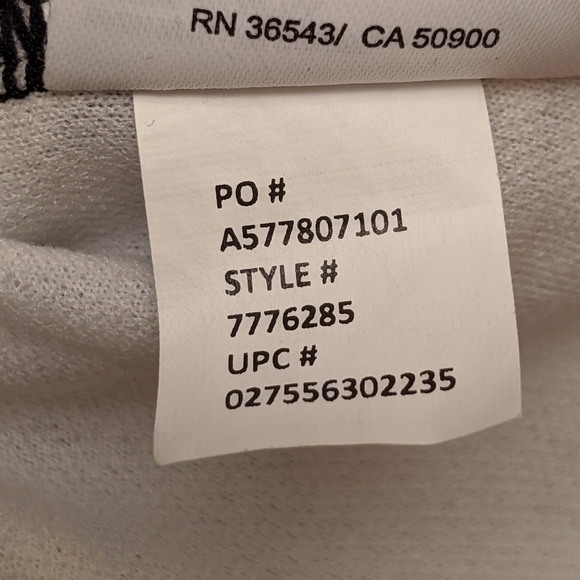 RN 36543/ CA 50900
PO #
A577807101
STYLE #
7776285
UPC #
027556302235